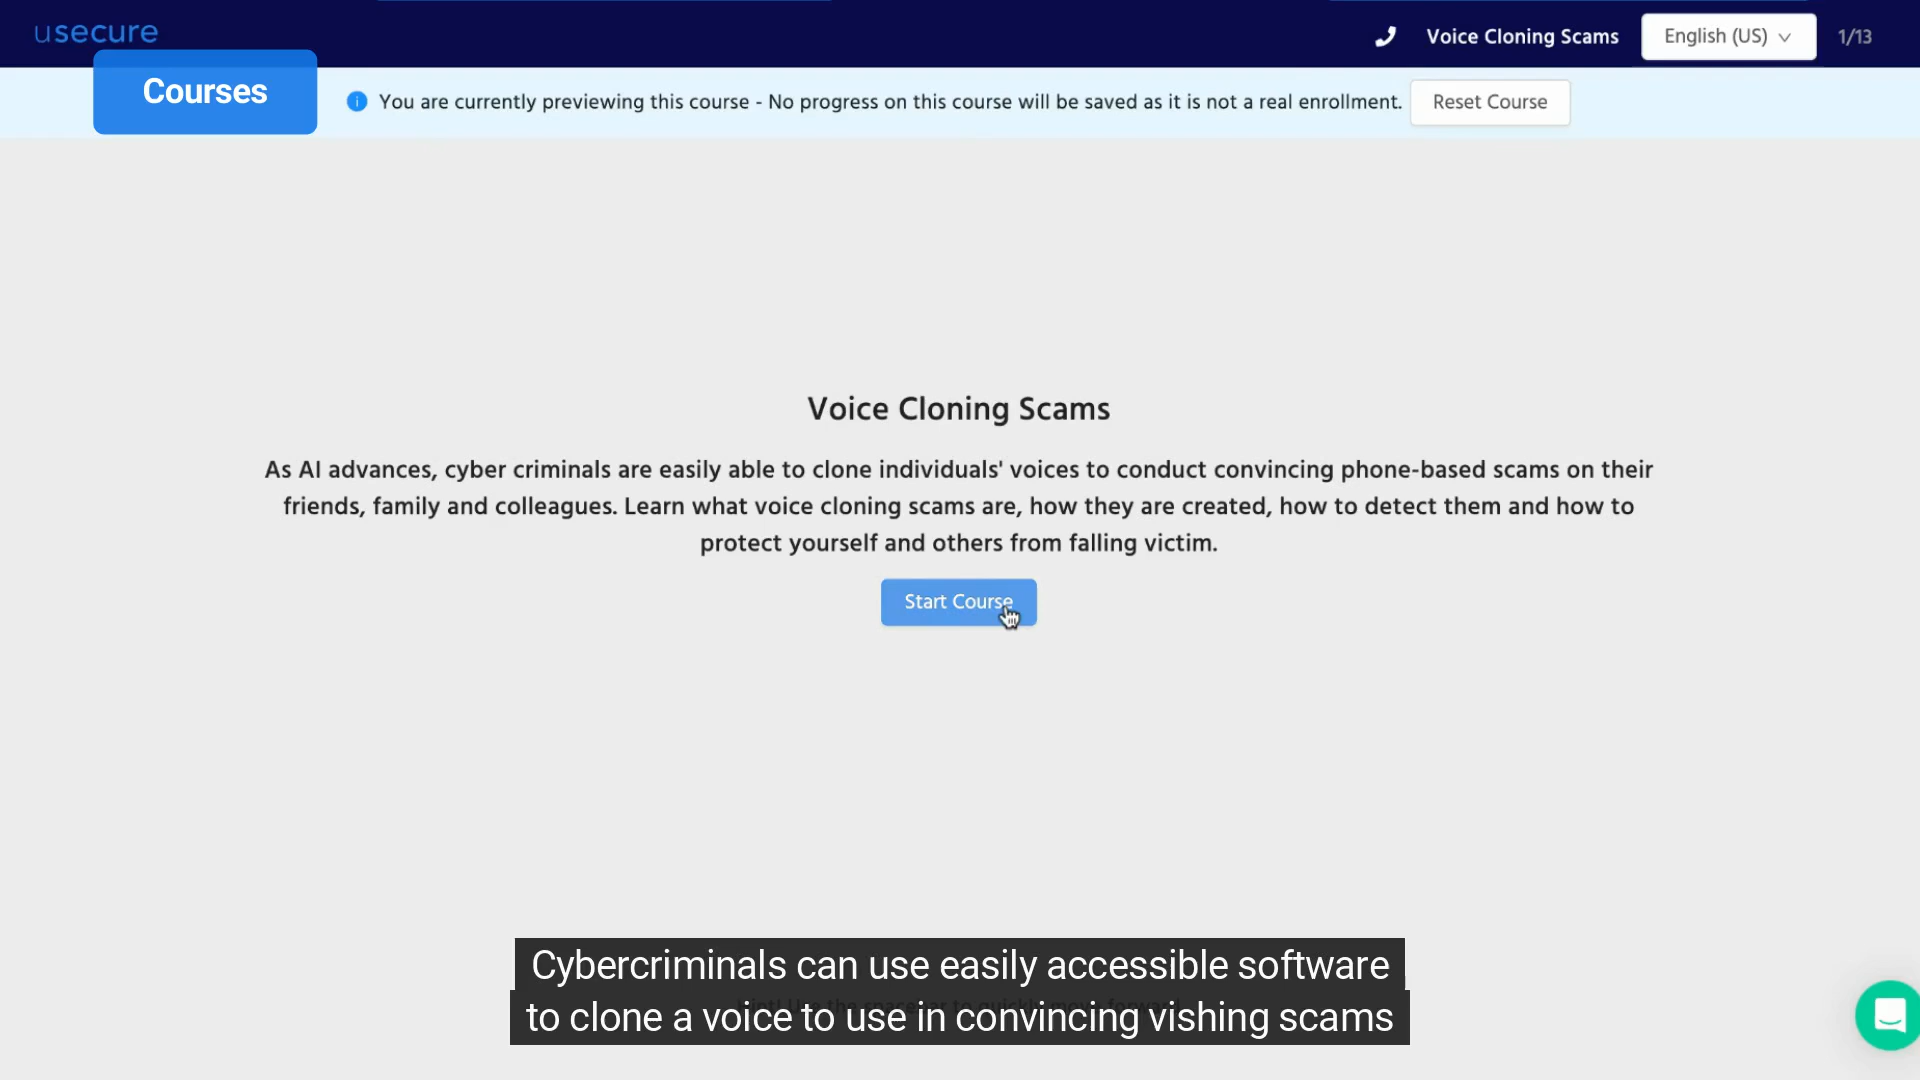 usecure
Voice Cloning Scams
English (US)
1/13
Courses
You are currently previewing this course - No progress on this course will be saved as it is not a real enrollment.
Reset Course
Voice Cloning Scams
As AI advances, cyber criminals are easily able to clone individuals' voices to conduct convincing phone-based scams on their
friends, family and colleagues. Learn what voice cloning scams are, how they are created, how to detect them and how to
protect yourself and others from falling victim.
Start Course
Cybercriminals can use easily accessible software
to clone a voice to use in convincing vishing scams